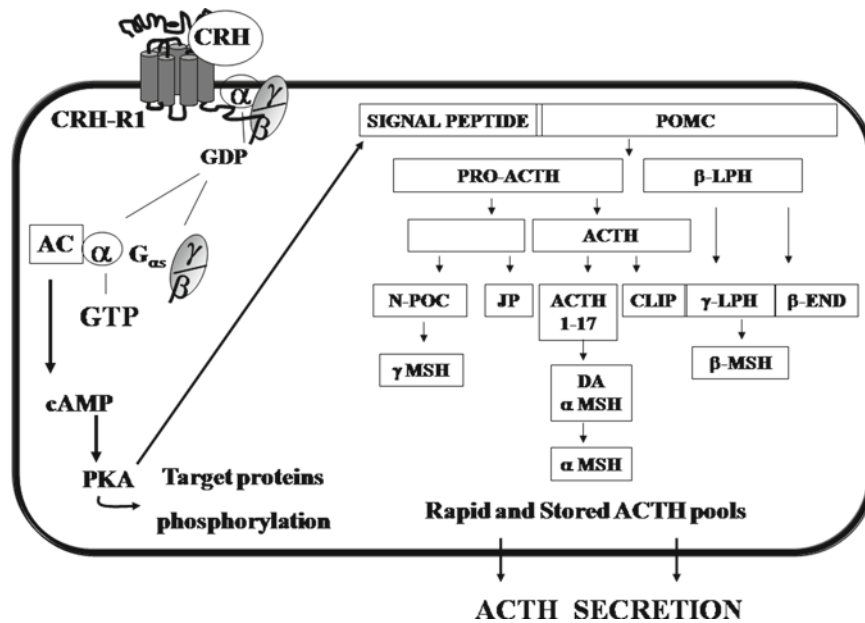 CRH
α
γ
β
CRH-R1
GDP
AC
α
Gαs
γ
β
GTP
cAMP
PKA
Target proteins
phosphorylation
SIGNAL PEPTIDE
POMC
PRO-ACTH
β-LPH
ACTH
N-POC
JP
ACTH
1-17
CLIP
γ-LPH
β-END
γ MSH
DA
α MSH
β-MSH
α MSH
Rapid and Stored ACTH pools
ACTH SECRETION